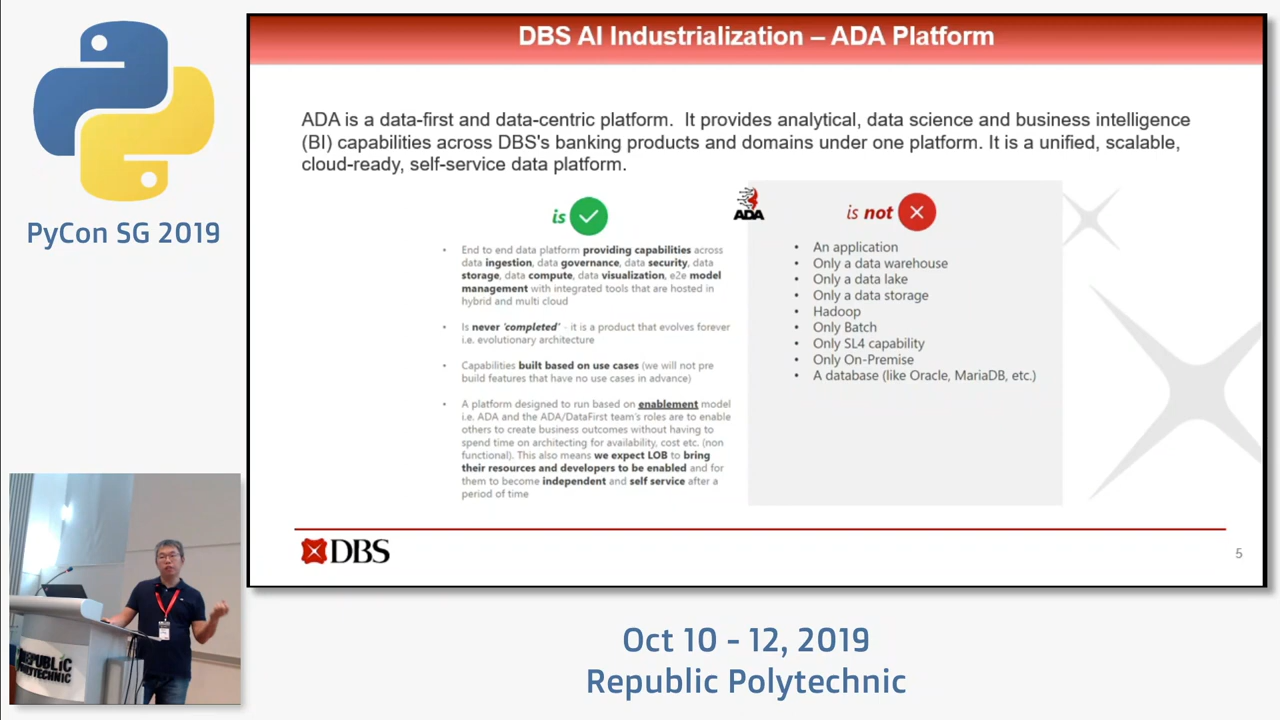 DBS AI Industrialization – ADA Platform
ADA is a data-first and data-centric platform. It provides analytical, data science and business intelligence
(BI) capabilities across DBS's banking products and domains under one platform. It is a unified, scalable,
cloud-ready, self-service data platform.
PyCon SG 2019
is
• End to end data platform providing capabilities across
data ingestion, data governance, data security, data
storage, data compute, data visualization, e2e model
management with integrated tools that are hosted in
hybrid and multi cloud
• Is never 'completed' - it is a product that evolves forever
i.e. evolutionary architecture
• Capabilities built based on use cases (we will not pre
build features that have no use cases in advance)
• A platform designed to run based on enablement model
i.e. ADA and the ADA/DataFirst team's roles are to enable
others to create business outcomes without having to
spend time on architecting for availability, cost etc. (non
functional). This also means we expect LOB to bring
their resources and developers to be enabled and for
them to become independent and self service after a
period of time
ADA
is not
• An application
• Only a data warehouse
• Only a data lake
• Only a data storage
• Hadoop
• Only Batch
• Only SL4 capability
• Only On-Premise
• A database (like Oracle, MariaDB, etc.)
DBS
5
REPUBLIC
POLYTECHNIC
Oct 10 - 12, 2019
Republic Polytechnic